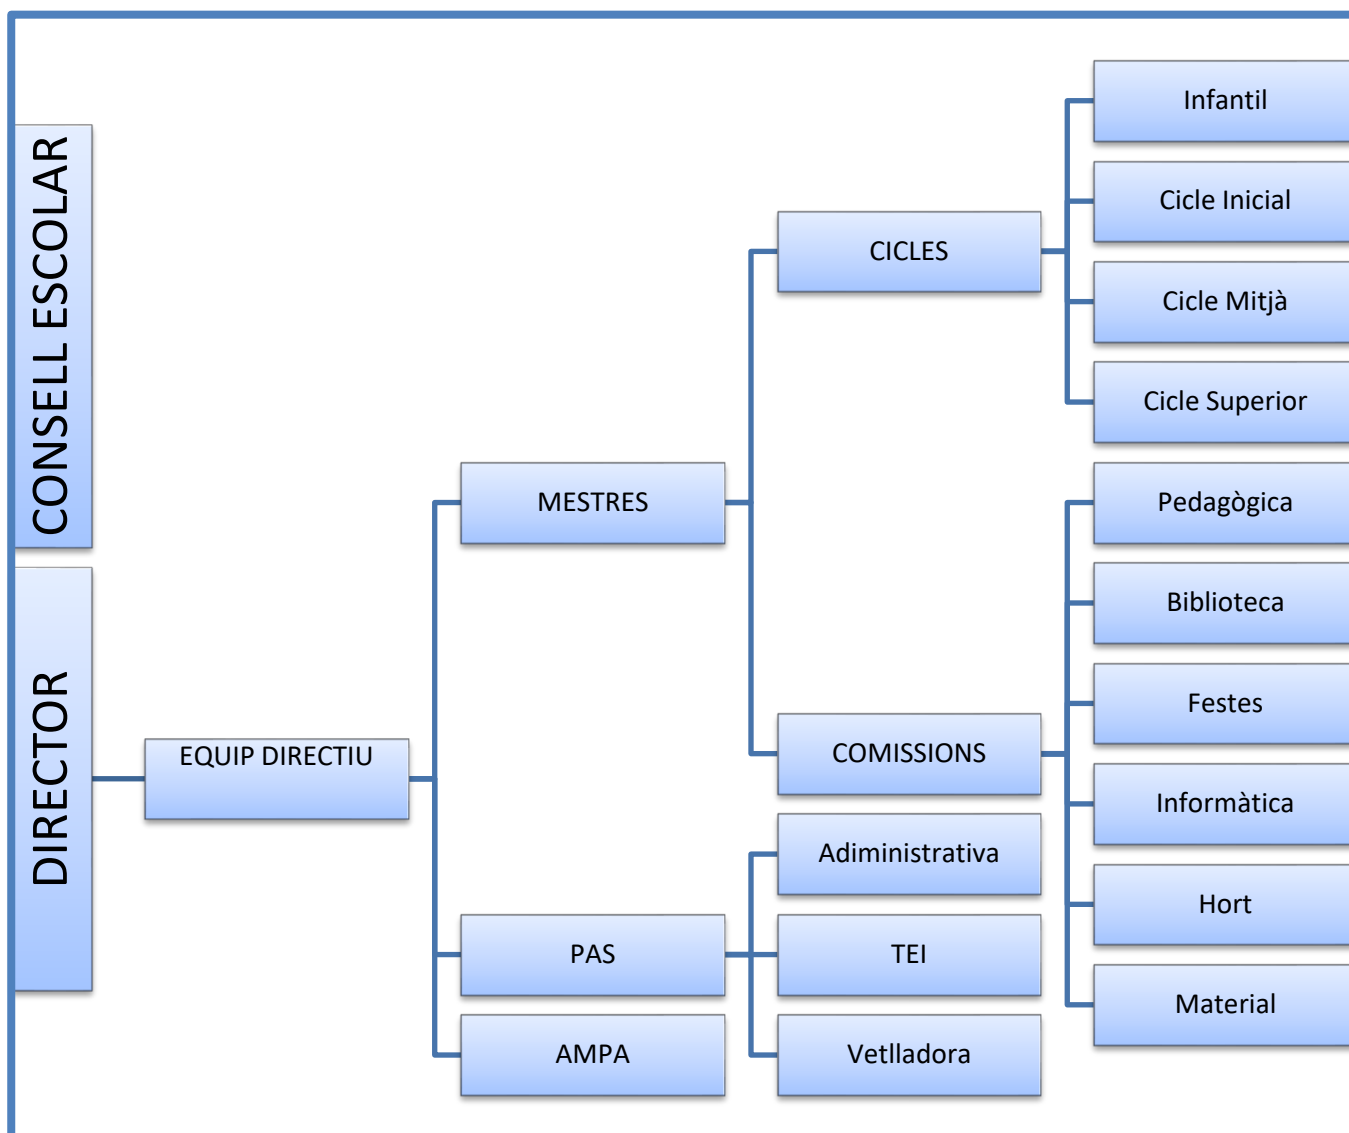 CONSELL ESCOLAR
DIRECTOR
EQUIP DIRECTIU
MESTRES
CICLES
Infantil
Cicle Inicial
Cicle Mitjà
Cicle Superior
COMISSIONS
Pedagògica
Biblioteca
Festes
Informàtica
Hort
Material
PAS
Adiministrativa
TEI
Vetlladora
AMPA